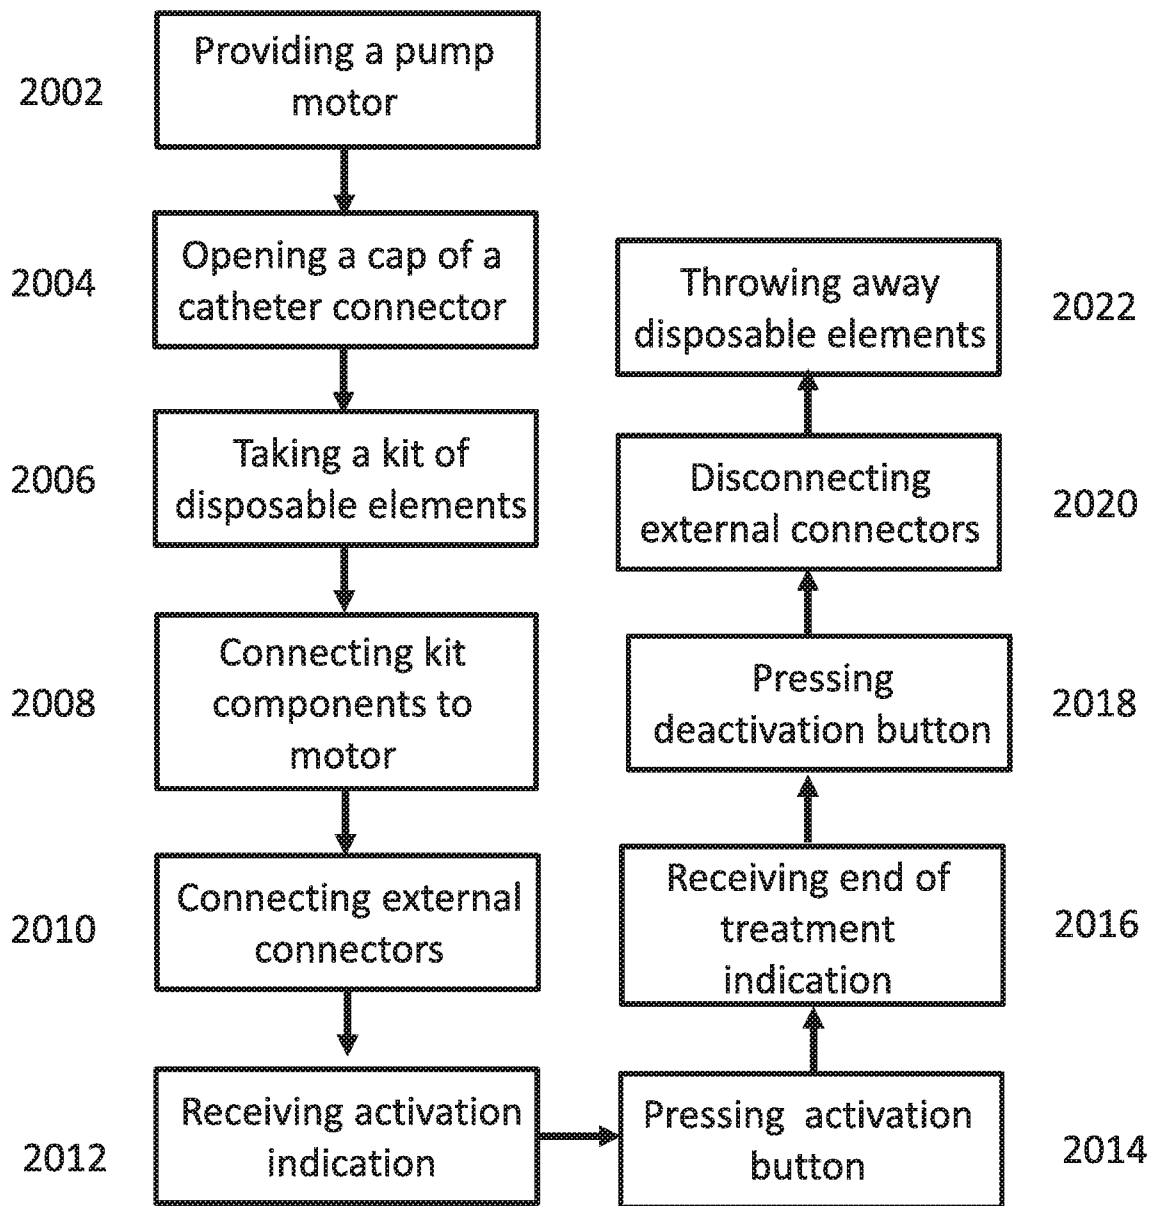 2002
Providing a pump
motor
2004
Opening a cap of a
catheter connector
2006
Taking a kit of
disposable elements
2008
Connecting kit
components to
motor
2010
Connecting external
connectors
2012
Receiving activation
indication
Pressing activation
button
2014
Receiving end of
treatment
indication
2016
Pressing
deactivation button
2018
Disconnecting
external connectors
2020
Throwing away
disposable elements
2022